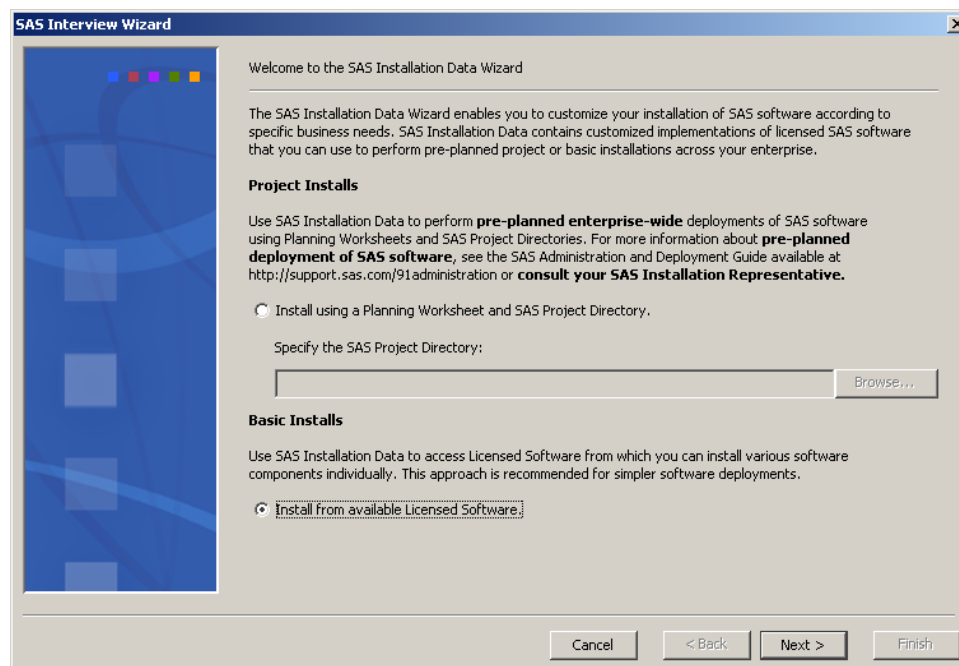 SAS Interview Wizard
Welcome to the SAS Installation Data Wizard
The SAS Installation Data Wizard enables you to customize your installation of SAS software according to
specific business needs. SAS Installation Data contains customized implementations of licensed SAS software
that you can use to perform pre-planned project or basic installations across your enterprise.
Project Installs
Use SAS Installation Data to perform pre-planned enterprise-wide deployments of SAS software
using Planning Worksheets and SAS Project Directories. For more information about pre-planned
deployment of SAS software, see the SAS Administration and Deployment Guide available at
http://support.sas.com/91administration or consult your SAS Installation Representative.
Install using a Planning Worksheet and SAS Project Directory.
Specify the SAS Project Directory:
Browse...
Basic Installs
Use SAS Installation Data to access Licensed Software from which you can install various software
components individually. This approach is recommended for simpler software deployments.
Install from available Licensed Software.
Cancel < Back Next > Finish